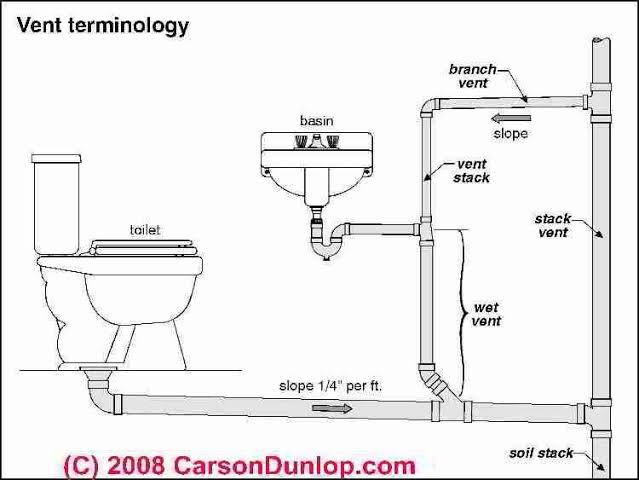 Vent terminology
branch
vent
basin
slope
vent
stack
stack
vent
toilet
wet
vent
slope 1/4" per ft.
soil stack
(C) 2008 CarsonDunlop.com